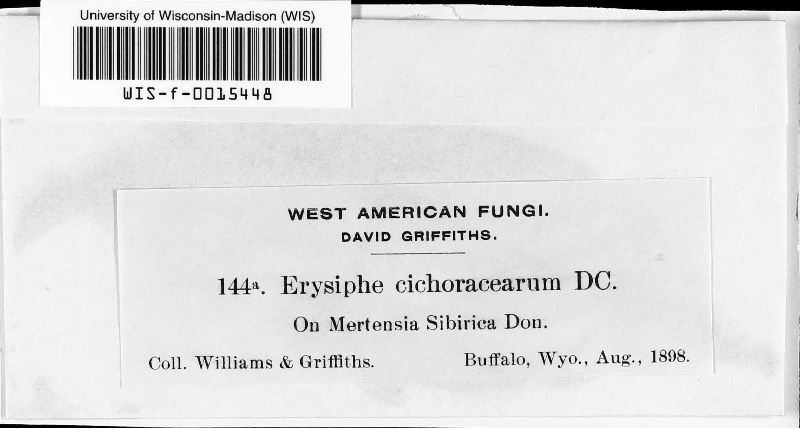 University of Wisconsin-Madison (WIS)
WIS-f-0015448
WEST AMERICAN FUNGI.
DAVID GRIFFITHS.
144a. Erysiphe cichoracearum DC.
On Mertensia Sibirica Don.
Coll. Williams & Griffiths. Buffalo, Wyo., Aug., 1898.